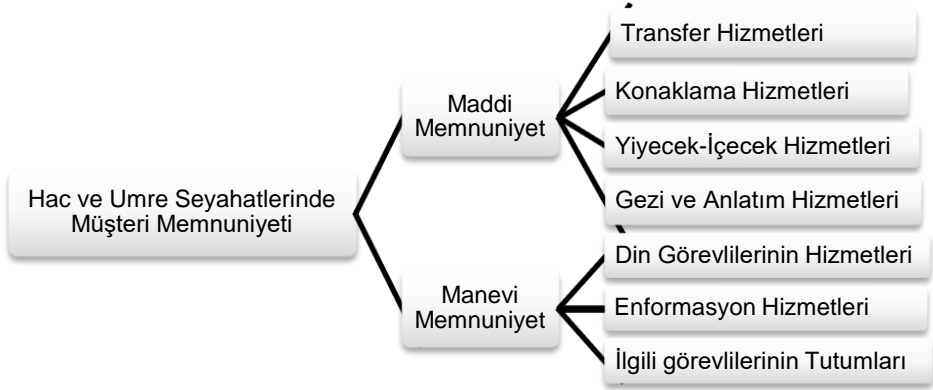 Hac ve Umre Seyahatlerinde
Müşteri Memnuniyeti
Maddi
Memnuniyet
Transfer Hizmetleri
Konaklama Hizmetleri
Yiyecek-İçecek Hizmetleri
Gezi ve Anlatım Hizmetleri
Manevi
Memnuniyet
Din Görevlilerinin Hizmetleri
Enformasyon Hizmetleri
İlgili görevlilerinin Tutumları